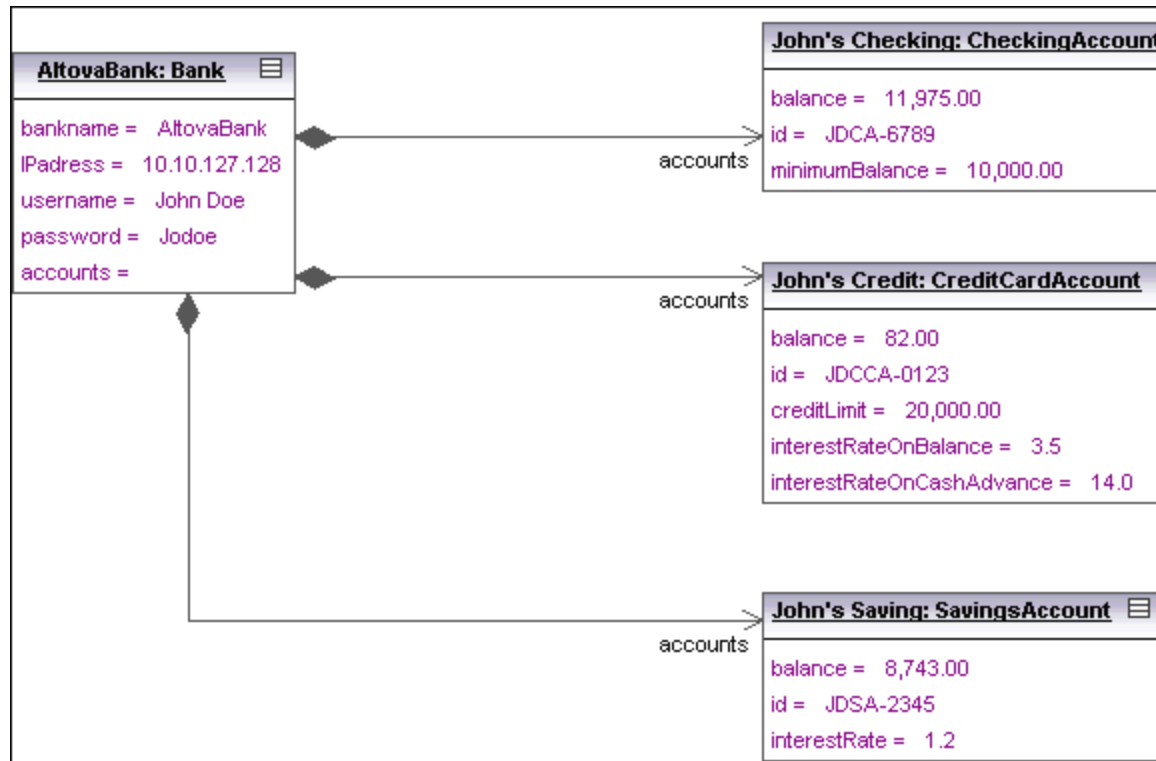 AltovaBank: Bank
bankname = AltovaBank
IPadress = 10.10.127.128
username = John Doe
password = Jodoe
accounts =
accounts
John's Checking: CheckingAccount
balance = 11,975.00
id = JDCA-6789
minimumBalance = 10,000.00
accounts
John's Credit: CreditCardAccount
balance = 82.00
id = JDCCA-0123
creditLimit = 20,000.00
interestRateOnBalance = 3.5
interestRateOnCashAdvance = 14.0
accounts
John's Saving: SavingsAccount
balance = 8,743.00
id = JDSA-2345
interestRate = 1.2